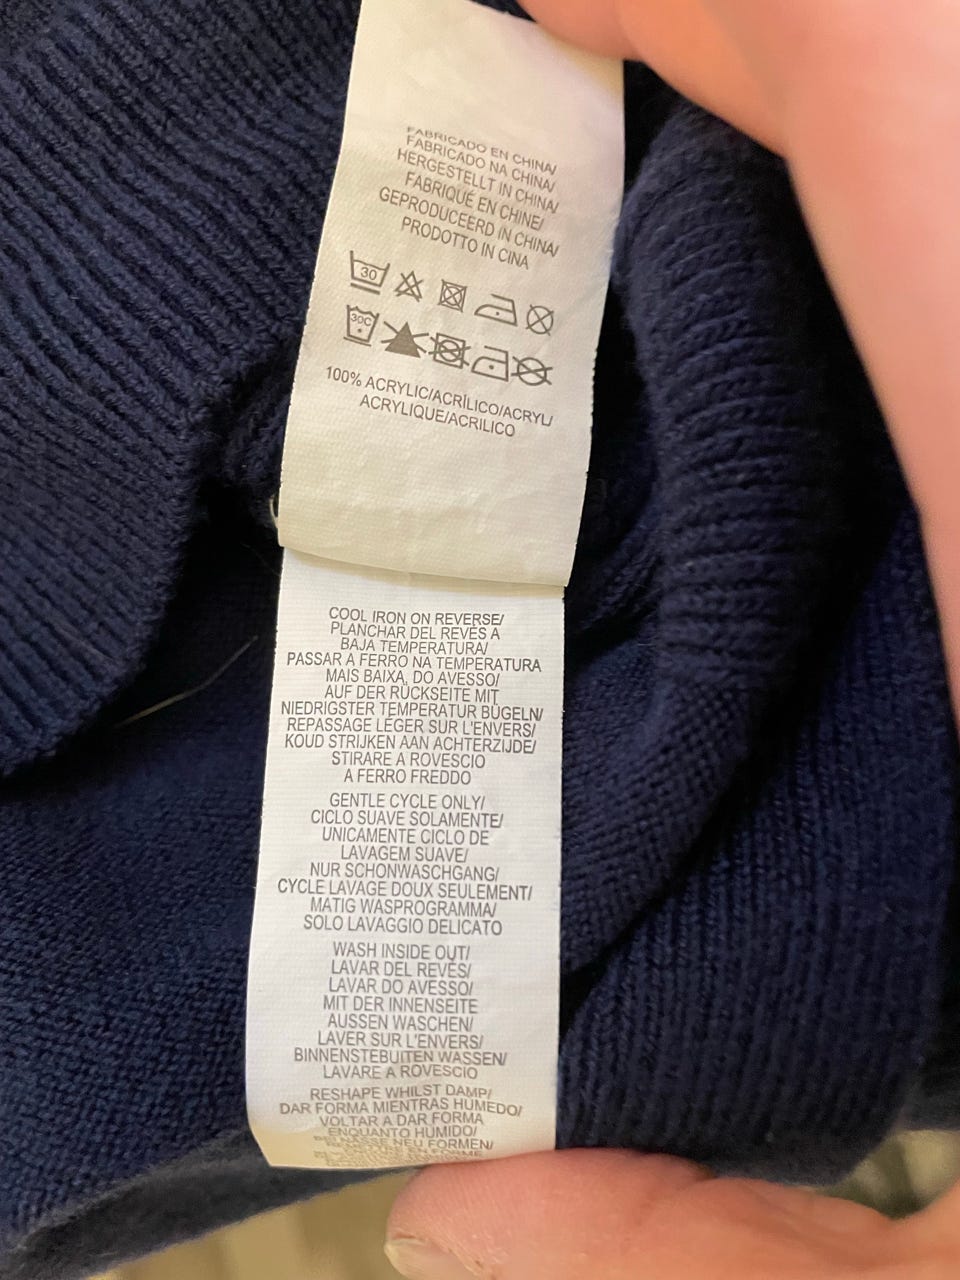 FABRICADO EN CHINA/
FABRICADO NA CHINA/
HERGESTELLT IN CHINA/
FABRIQUÉ EN CHINE/
GEPRODUCEERD IN CHINA/
PRODOTTO IN CINA
30
30C
100% ACRYLIC/ACRÍLICO/ACRYL/
ACRYLIQUE/ACRILICO
COOL IRON ON REVERSE/
PLANCHAR DEL REVÉS A
BAJA TEMPERATURA/
PASSAR A FERRO NA TEMPERATURA
MAIS BAIXA, DO AVESSO/
AUF DER RÜCKSEITE MIT
NIEDRIGSTER TEMPERATUR BÜGELN/
REPASSAGE LÉGER SUR L'ENVERS/
KOUD STRIJKEN AAN ACHTERZIJDE/
STIRARE A ROVESCIO
A FERRO FREDDO
GENTLE CYCLE ONLY/
CICLO SUAVE SOLAMENTE/
UNICAMENTE CICLO DE
LAVAGEM SUAVE/
NUR SCHONWASCHGANG/
CYCLE LAVAGE DOUX SEULEMENT/
MATIG WASPROGRAMMA/
SOLO LAVAGGIO DELICATO
WASH INSIDE OUT/
LAVAR DEL REVÉS/
LAVAR DO AVESSO/
MIT DER INNENSEITE
AUSSEN WASCHEN/
LAVER SUR L'ENVERS/
BINNENSTEBUITEN WASSEN/
LAVARE A ROVESCIO
RESHAPE WHILST DAMP/
DAR FORMA MIENTRAS HUMEDO/
VOLTAR A DAR FORMA
ENQUANTO HUMIDO/
NASSE NEU FORMEN/